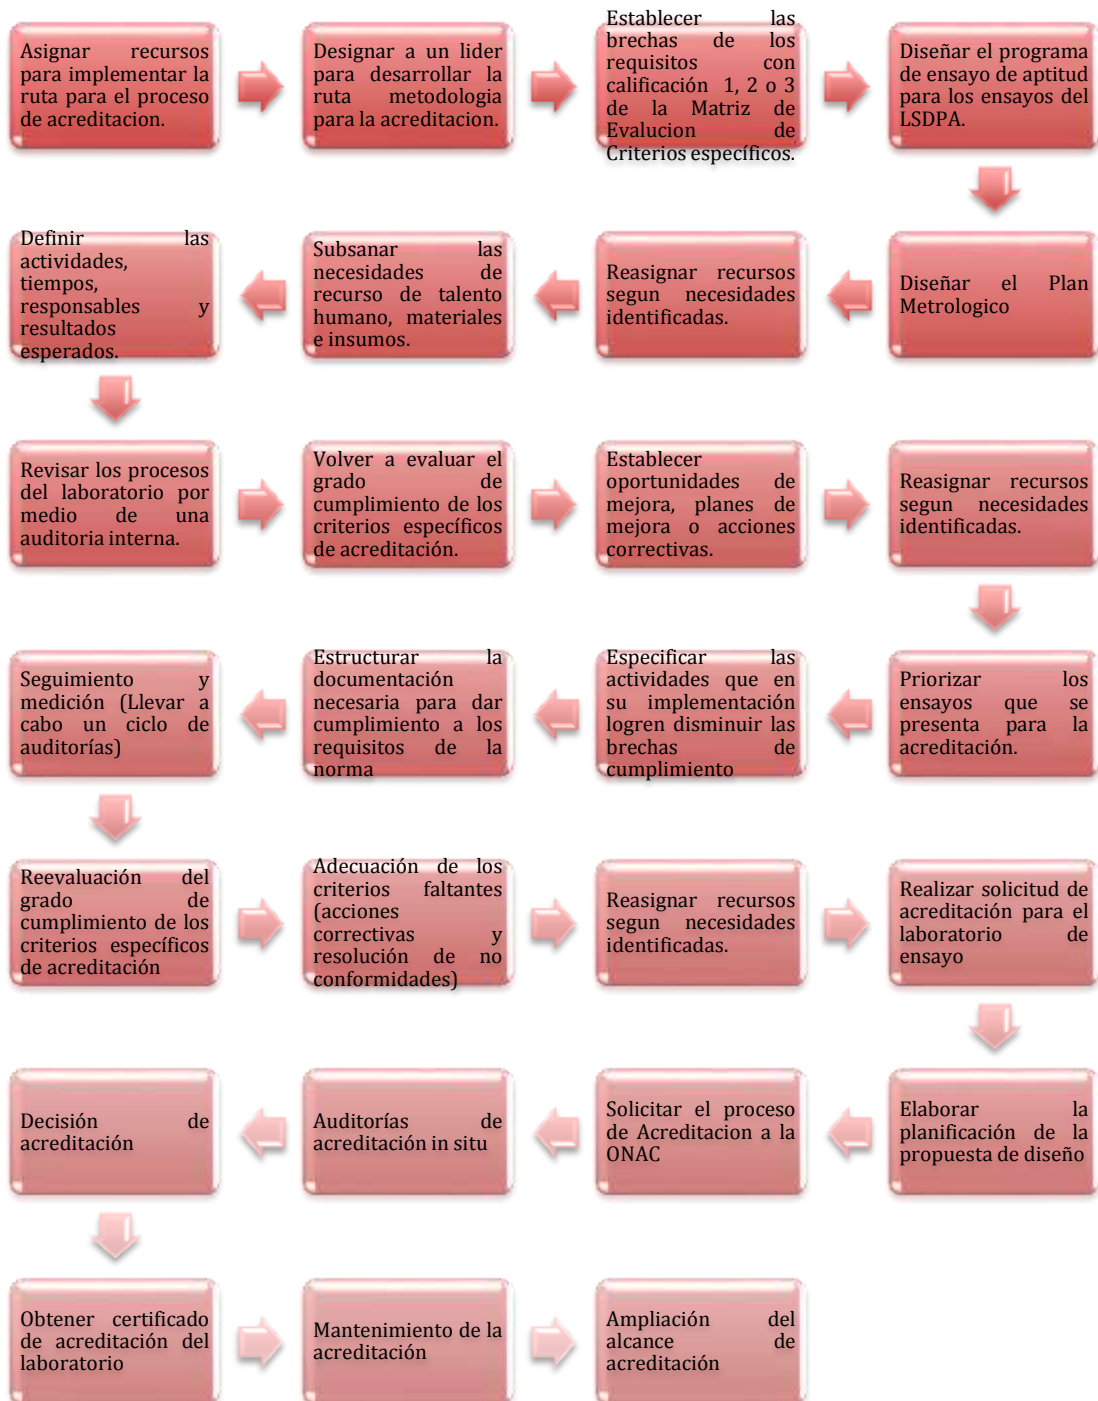 Asignar recursos
para implementar la
ruta para el proceso
de acreditacion.
Designar a un lider
para desarrollar la
ruta metodologia
para la acreditacion.
Establecer las
brechas de los
requisitos con
calificación 1, 2 o 3
de la Matriz de
Evalucion de
Criterios específicos.
Diseñar el programa
de ensayo de aptitud
para los ensayos del
LSDPA.
Diseñar el Plan
Metrologico
Reasignar recursos
segun necesidades
identificadas.
Subsanar las
necesidades de
recurso de talento
humano, materiales
e insumos.
Definir las
actividades,
tiempos,
responsables y
resultados
esperados.
Revisar los procesos
del laboratorio por
medio de una
auditoria interna.
Volver a evaluar el
grado de
cumplimiento de los
criterios específicos
de acreditación.
Establecer
oportunidades de
mejora, planes de
mejora o acciones
correctivas.
Reasignar recursos
segun necesidades
identificadas.
Priorizar los
ensayos que se
presenta para la
acreditación.
Especificar las
actividades que en
su implementación
logren disminuir las
brechas de
cumplimiento
Estructurar la
documentación
necesaria para dar
cumplimiento a los
requisitos de la
norma
Seguimiento y
medición (Llevar a
cabo un ciclo de
auditorías)
Reevaluación del
grado de
cumplimiento de los
criterios específicos
de acreditación
Adecuación de los
criterios faltantes
(acciones
correctivas y
resolución de no
conformidades)
Reasignar recursos
segun necesidades
identificadas.
Realizar solicitud de
acreditación para el
laboratorio de
ensayo
Elaborar la
planificación de la
propuesta de diseño
Solicitar el proceso
de Acreditacion a la
ONAC
Auditorías de
acreditación in situ
Decisión de
acreditación
Obtener certificado
de acreditación del
laboratorio
Mantenimiento de la
acreditación
Ampliación del
alcance de
acreditación